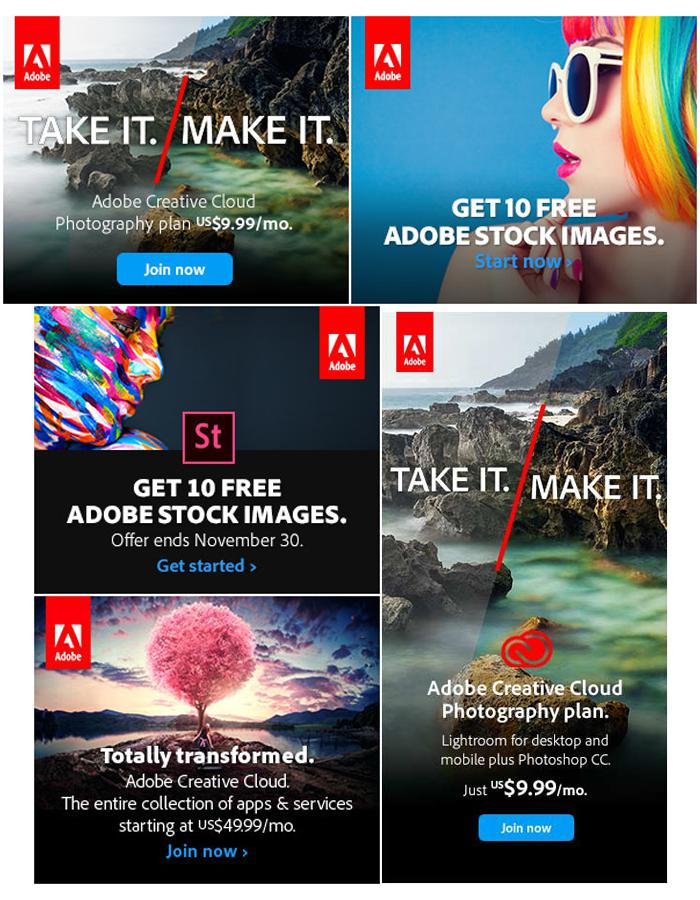 Adobe
TAKE IT. MAKE IT.
Adobe Creative Cloud
Photography plan US$9.99/mo.
Join now
Adobe
GET 10 FREE
ADOBE STOCK IMAGES.
Start now ›
Adobe
St
GET 10 FREE
ADOBE STOCK IMAGES.
Offer ends November 30.
Get started ›
Adobe
TAKE IT. MAKE IT.
Adobe Creative Cloud
Photography plan.
Lightroom for desktop and
mobile plus Photoshop CC.
Just US$9.99/mo.
Join now
Adobe
Totally transformed.
Adobe Creative Cloud.
The entire collection of apps & services
starting at US$49.99/mo.
Join now ›